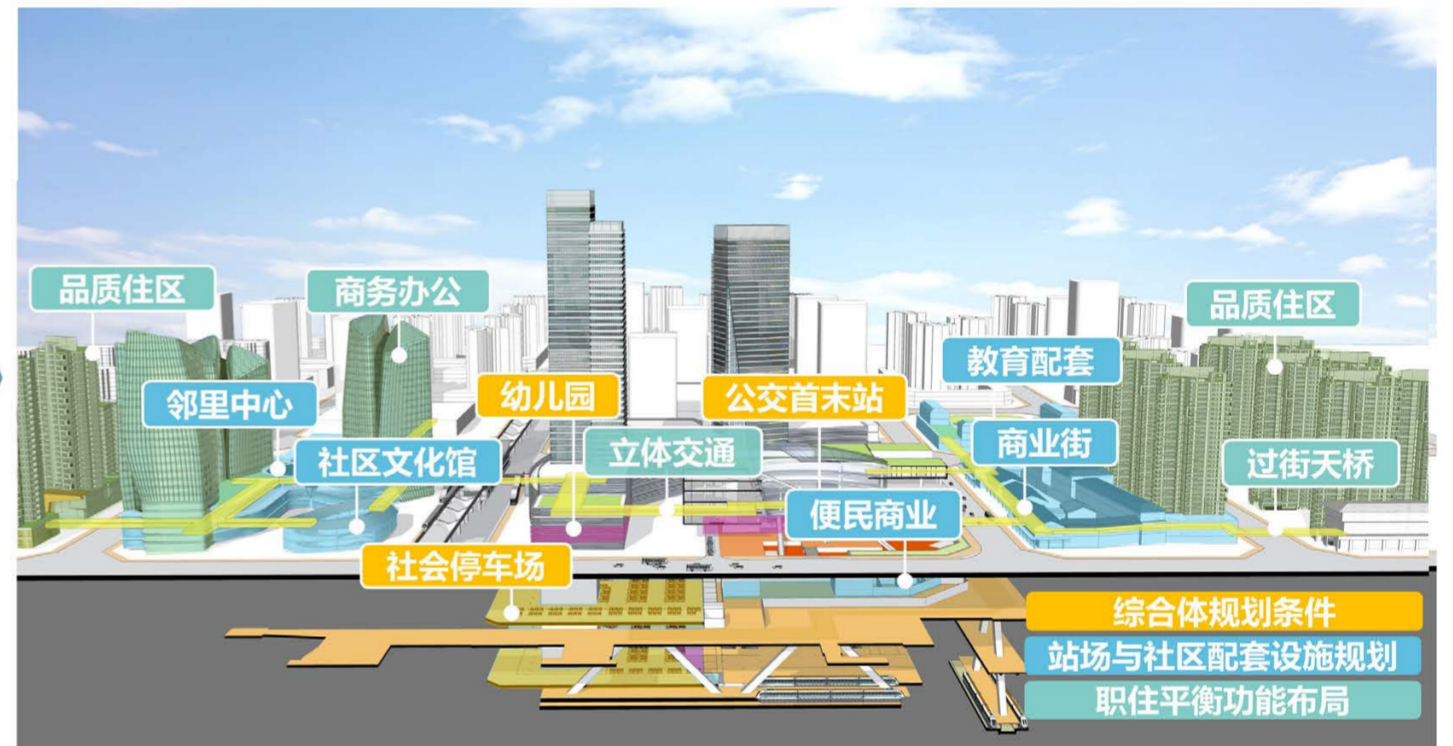 品质住区
商务办公
品质住区
教育配套
邻里中心
幼儿园
公交首末站
商业街
社区文化馆
立体交通
过街天桥
便民商业
社会停车场
综合体规划条件
站场与社区配套设施规划
职住平衡功能布局